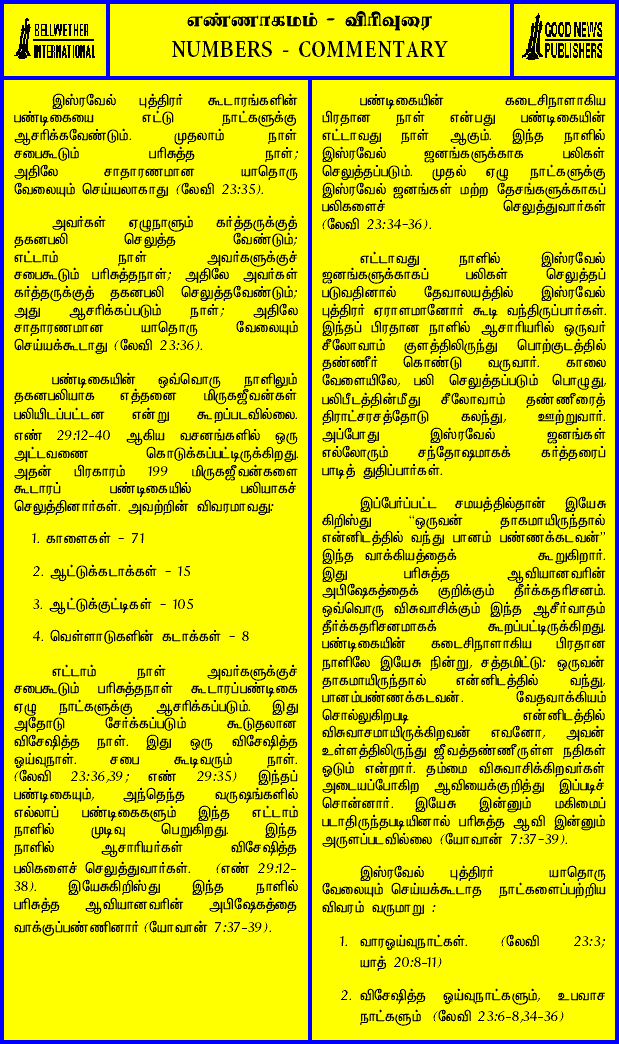 BELLWETHER
INTERNATIONAL
எண்ணாகமம் - விரிவுரை
NUMBERS - COMMENTARY
GOOD NEWS
PUBLISHERS
இஸ்ரவேல் புத்திரர் கூடாரங்களின்
பண்டிகையை எட்டு நாட்களுக்கு
ஆசரிக்கவேண்டும். முதலாம் நாள்
சபைகூடும் பரிசுத்த நாள்;
அதிலே சாதாரணமான யாதொரு
வேலையும் செய்யலாகாது (லேவி 23:35).
அவர்கள் ஏழுநாளும் கர்த்தருக்குத்
தகனபலி செலுத்த வேண்டும்;
எட்டாம் நாள் அவர்களுக்குச்
சபைகூடும் பரிசுத்தநாள்; அதிலே அவர்கள்
கர்த்தருக்குத் தகனபலி செலுத்தவேண்டும்;
அது ஆசரிக்கப்படும் நாள்; அதிலே
சாதாரணமான யாதொரு வேலையும்
செய்யக்கூடாது (லேவி 23:36).
பண்டிகையின் ஒவ்வொரு நாளிலும்
தகனபலியாக எத்தனை மிருகஜீவன்கள்
பலியிடப்பட்டன என்று கூறப்படவில்லை.
எண் 29:12-40 ஆகிய வசனங்களில் ஒரு
அட்டவணை கொடுக்கப்பட்டிருக்கிறது.
அதன் பிரகாரம் 199 மிருகஜீவன்களை
கூடாரப் பண்டிகையில் பலியாகச்
செலுத்தினார்கள். அவற்றின் விவரமாவது:
1. காளைகள் - 71
2. ஆட்டுக்கடாக்கள் - 15
3. ஆட்டுக்குட்டிகள் - 105
4. வெள்ளாடுகளின் கடாக்கள் - 8
எட்டாம் நாள் அவர்களுக்குச்
சபைகூடும் பரிசுத்தநாள் கூடாரப்பண்டிகை
ஏழு நாட்களுக்கு ஆசரிக்கப்படும். இது
அதோடு சேர்க்கப்படும் கூடுதலான
விசேஷித்த நாள். இது ஒரு விசேஷித்த
ஓய்வுநாள். சபை கூடிவரும் நாள்.
(லேவி 23:36,39; எண் 29:35) இந்தப்
பண்டிகையும், அந்தெந்த வருஷங்களில்
எல்லாப் பண்டிகைகளும் இந்த எட்டாம்
நாளில் முடிவு பெறுகிறது. இந்த
நாளில் ஆசாரியர்கள் விசேஷித்த
பலிகளைச் செலுத்துவார்கள். (எண் 29:12-
38). இயேசுகிறிஸ்து இந்த நாளில்
பரிசுத்த ஆவியானவரின் அபிஷேகத்தை
வாக்குப்பண்ணினார் (யோவான் 7:37-39).
பண்டிகையின் கடைசிநாளாகிய
பிரதான நாள் என்பது பண்டிகையின்
எட்டாவது நாள் ஆகும். இந்த நாளில்
இஸ்ரவேல் ஜனங்களுக்காக பலிகள்
செலுத்தப்படும். முதல் ஏழு நாட்களுக்கு
இஸ்ரவேல் ஜனங்கள் மற்ற தேசங்களுக்காகப்
பலிகளைச் செலுத்துவார்கள்
(லேவி 23:34-36).
எட்டாவது நாளில் இஸ்ரவேல்
ஜனங்களுக்காகப் பலிகள் செலுத்தப்
படுவதினால் தேவாலயத்தில் இஸ்ரவேல்
புத்திரர் ஏராளமானோர் கூடி வந்திருப்பார்கள்.
இந்தப் பிரதான நாளில் ஆசாரியரில் ஒருவர்
சீலோவாம் குளத்திலிருந்து பொற்குடத்தில்
தண்ணீர் கொண்டு வருவார். காலை
வேளையிலே, பலி செலுத்தப்படும் பொழுது,
பலிபீடத்தின்மீது சீலோவாம் தண்ணீரைத்
திராட்சரசத்தோடு கலந்து, ஊற்றுவார்.
அப்போது இஸ்ரவேல் ஜனங்கள்
எல்லோரும் சந்தோஷமாகக் கர்த்தரைப்
பாடித் துதிப்பார்கள்.
இப்பேர்ப்பட்ட சமயத்தில்தான் இயேசு
கிறிஸ்து "ஒருவன் தாகமாயிருந்தால்
என்னிடத்தில் வந்து பானம் பண்ணக்கடவன்"
இந்த வாக்கியத்தைக் கூறுகிறார்.
இது பரிசுத்த ஆவியானவரின்
அபிஷேகத்தைக் குறிக்கும் தீர்க்கதரிசனம்.
ஒவ்வொரு விசுவாசிக்கும் இந்த ஆசீர்வாதம்
தீர்க்கதரிசனமாகக் கூறப்பட்டிருக்கிறது.
பண்டிகையின் கடைசிநாளாகிய பிரதான
நாளிலே இயேசு நின்று, சத்தமிட்டு: ஒருவன்
தாகமாயிருந்தால் என்னிடத்தில் வந்து,
பானம்பண்ணக்கடவன். வேதவாக்கியம்
சொல்லுகிறபடி என்னிடத்தில்
விசுவாசமாயிருக்கிறவன் எவனோ, அவன்
உள்ளத்திலிருந்து ஜீவத்தண்ணீருள்ள நதிகள்
ஓடும் என்றார். தம்மை விசுவாசிக்கிறவர்கள்
அடையப்போகிற ஆவியைக்குறித்து இப்படிச்
சொன்னார். இயேசு இன்னும் மகிமைப்
படாதிருந்தபடியினால் பரிசுத்த ஆவி இன்னும்
அருளப்படவில்லை (யோவான் 7:37-39).
இஸ்ரவேல் புத்திரர் யாதொரு
வேலையும் செய்யக்கூடாத நாட்களைப்பற்றிய
விவரம் வருமாறு :
1. வாரஓய்வுநாட்கள். (லேவி 23:3;
யாத் 20:8-11)
2. விசேஷித்த ஓய்வுநாட்களும், உபவாச
நாட்களும் (லேவி 23:6-8,34-36)